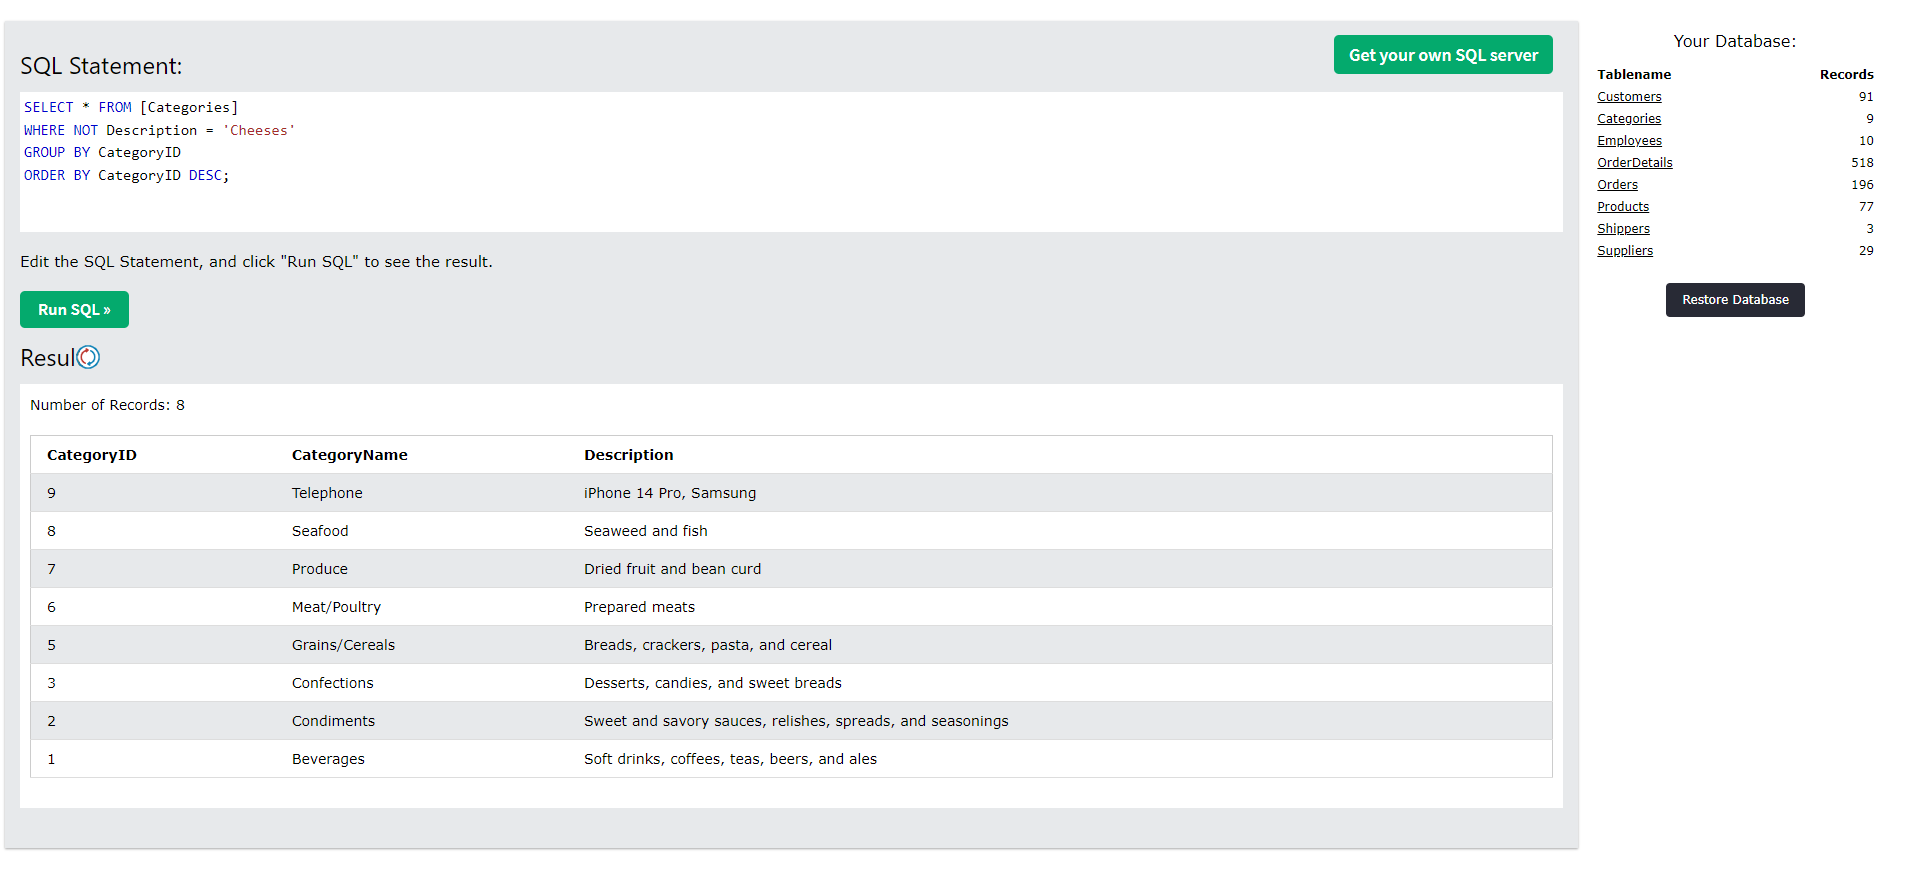 SQL Statement:
Get your own SQL server
SELECT * FROM [Categories]
WHERE NOT Description = 'Cheeses'
GROUP BY CategoryID
ORDER BY CategoryID DESC;
Edit the SQL Statement, and click "Run SQL" to see the result.
Run SQL »
Resul
Number of Records: 8
CategoryID CategoryName Description
9 Telephone iPhone 14 Pro, Samsung
8 Seafood Seaweed and fish
7 Produce Dried fruit and bean curd
6 Meat/Poultry Prepared meats
5 Grains/Cereals Breads, crackers, pasta, and cereal
3 Confections Desserts, candies, and sweet breads
2 Condiments Sweet and savory sauces, relishes, spreads, and seasonings
1 Beverages Soft drinks, coffees, teas, beers, and ales
Your Database:
Tablename Records
Customers 91
Categories 9
Employees 10
OrderDetails 518
Orders 196
Products 77
Shippers 3
Suppliers 29
Restore Database